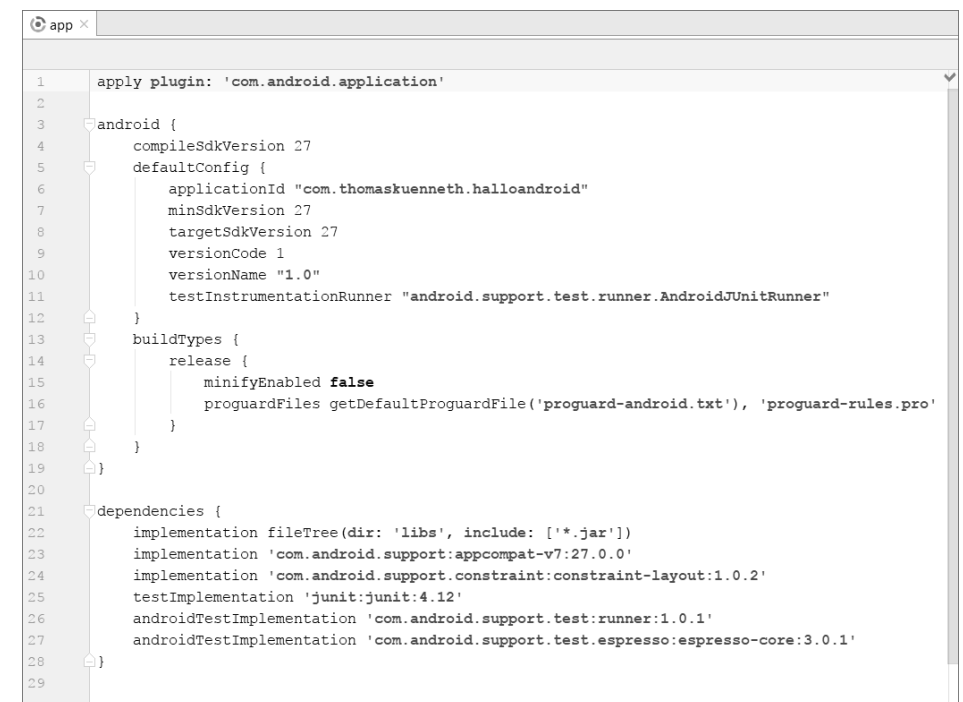 app
1 apply plugin: 'com.android.application'
2
3 android {
4 compileSdkVersion 27
5 defaultConfig {
6 applicationId "com.thomaskuenneth.halloandroid"
7 minSdkVersion 27
8 targetSdkVersion 27
9 versionCode 1
10 versionName "1.0"
11 testInstrumentationRunner "android.support.test.runner.AndroidJUnitRunner"
12 }
13 buildTypes {
14 release {
15 minifyEnabled false
16 proguardFiles getDefaultProguardFile('proguard-android.txt'), 'proguard-rules.pro'
17 }
18 }
19 }
20
21 dependencies {
22 implementation fileTree(dir: 'libs', include: ['*.jar'])
23 implementation 'com.android.support:appcompat-v7:27.0.0'
24 implementation 'com.android.support.constraint:constraint-layout:1.0.2'
25 testImplementation 'junit:junit:4.12'
26 androidTestImplementation 'com.android.support.test:runner:1.0.1'
27 androidTestImplementation 'com.android.support.test.espresso:espresso-core:3.0.1'
28 }
29